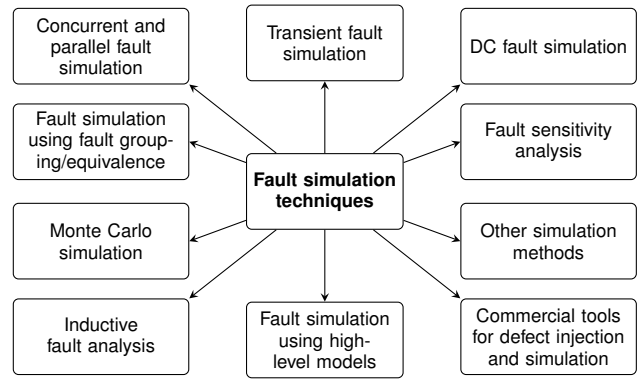 Concurrent and
parallel fault
simulation
Transient fault
simulation
DC fault simulation
Fault simulation
using fault group-
ing/equivalence
Fault sensitivity
analysis
Fault simulation
techniques
Monte Carlo
simulation
Other simulation
methods
Inductive
fault analysis
Fault simulation
using high-
level models
Commercial tools
for defect injection
and simulation